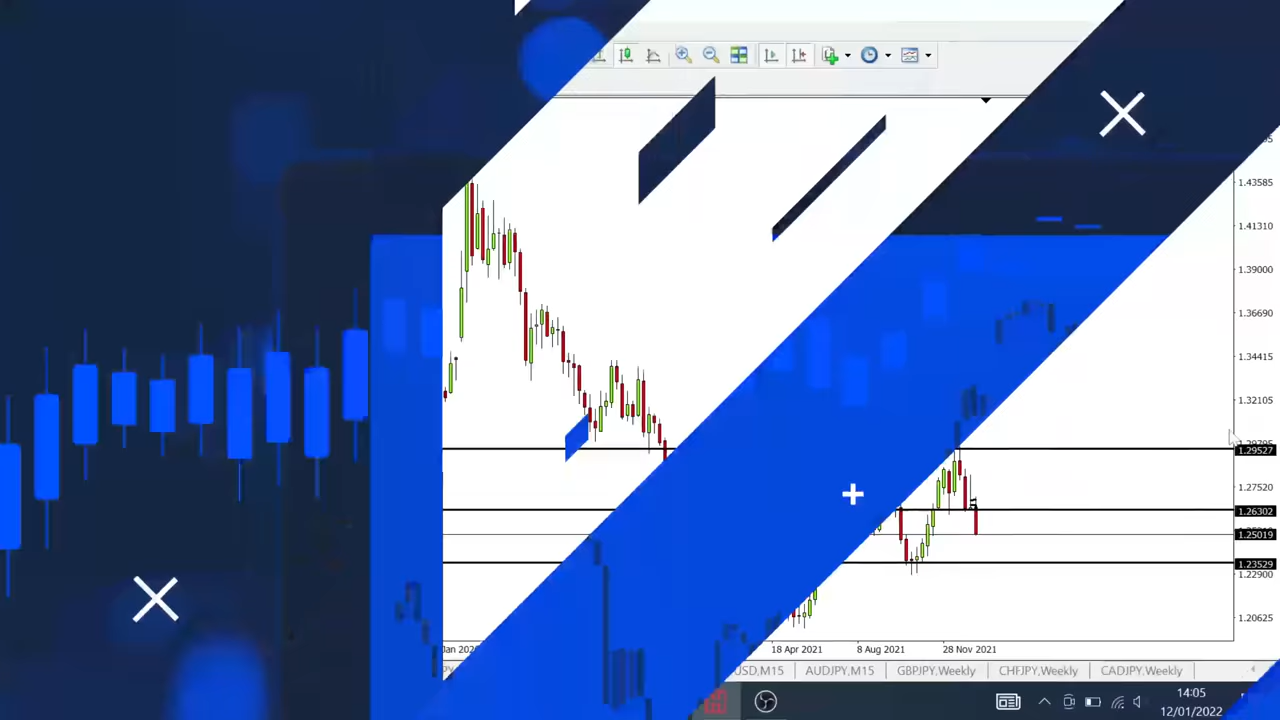 1.43585
1.41310
1.39000
1.36690
1.34415
1.32105
1.29527
1.27520
1.26302
1.25019
1.23529
1.22900
1.20625
18 Apr 2021
8 Aug 2021
28 Nov 2021
USD,M15
AUDJPY,M15
GBPJPY,Weekly
CHFJPY,Weekly
CADJPY,Weekly
14:05
12/01/2022